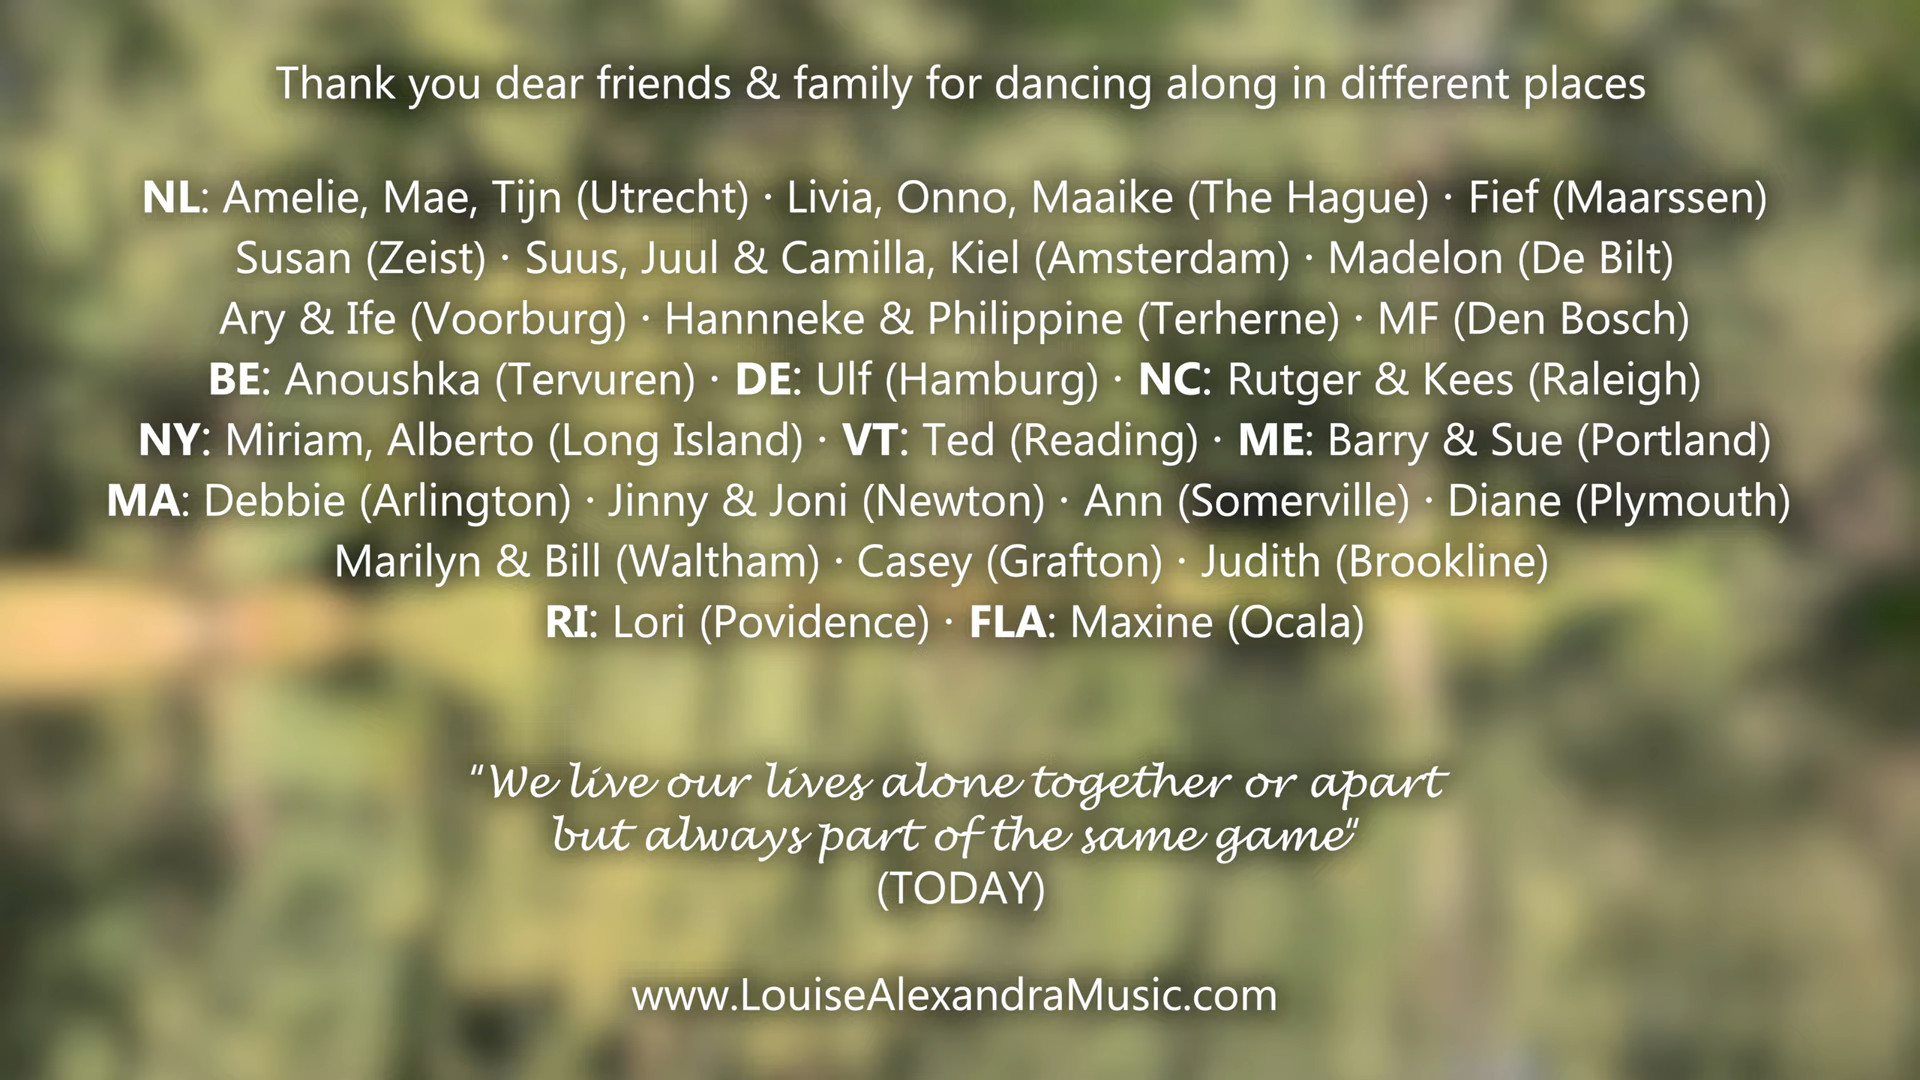 Thank you dear friends & family for dancing along in different places
NL: Amelie, Mae, Tijn (Utrecht) · Livia, Onno, Maaike (The Hague) · Fief (Maarssen)
Susan (Zeist) · Suus, Juul & Camilla, Kiel (Amsterdam) · Madelon (De Bilt)
Ary & Ife (Voorburg) · Hannneke & Philippine (Terherne) · MF (Den Bosch)
BE: Anoushka (Tervuren) · DE: Ulf (Hamburg) · NC: Rutger & Kees (Raleigh)
NY: Miriam, Alberto (Long Island) · VT: Ted (Reading) · ME: Barry & Sue (Portland)
MA: Debbie (Arlington) · Jinny & Joni (Newton) · Ann (Somerville) · Diane (Plymouth)
Marilyn & Bill (Waltham) · Casey (Grafton) · Judith (Brookline)
RI: Lori (Povidence) · FLA: Maxine (Ocala)
"We live our lives alone together or apart
but always part of the same game"
(TODAY)
www.LouiseAlexandraMusic.com